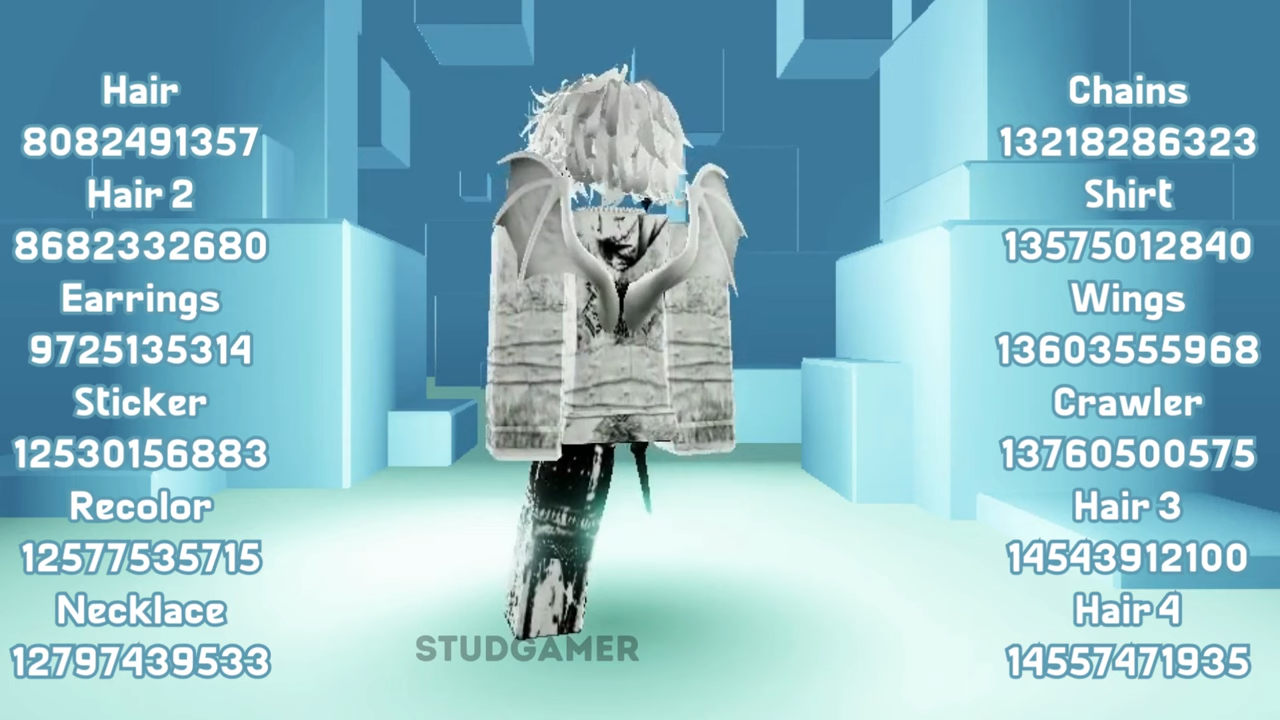 Hair
8082491357
Hair 2
8682332680
Earrings
9725135314
Sticker
12530156883
Recolor
12577535715
Necklace
12797439533
Chains
13218286323
Shirt
13575012840
Wings
13603555968
Crawler
13760500575
Hair 3
14543912100
Hair 4
14557471935
STUDGAMER